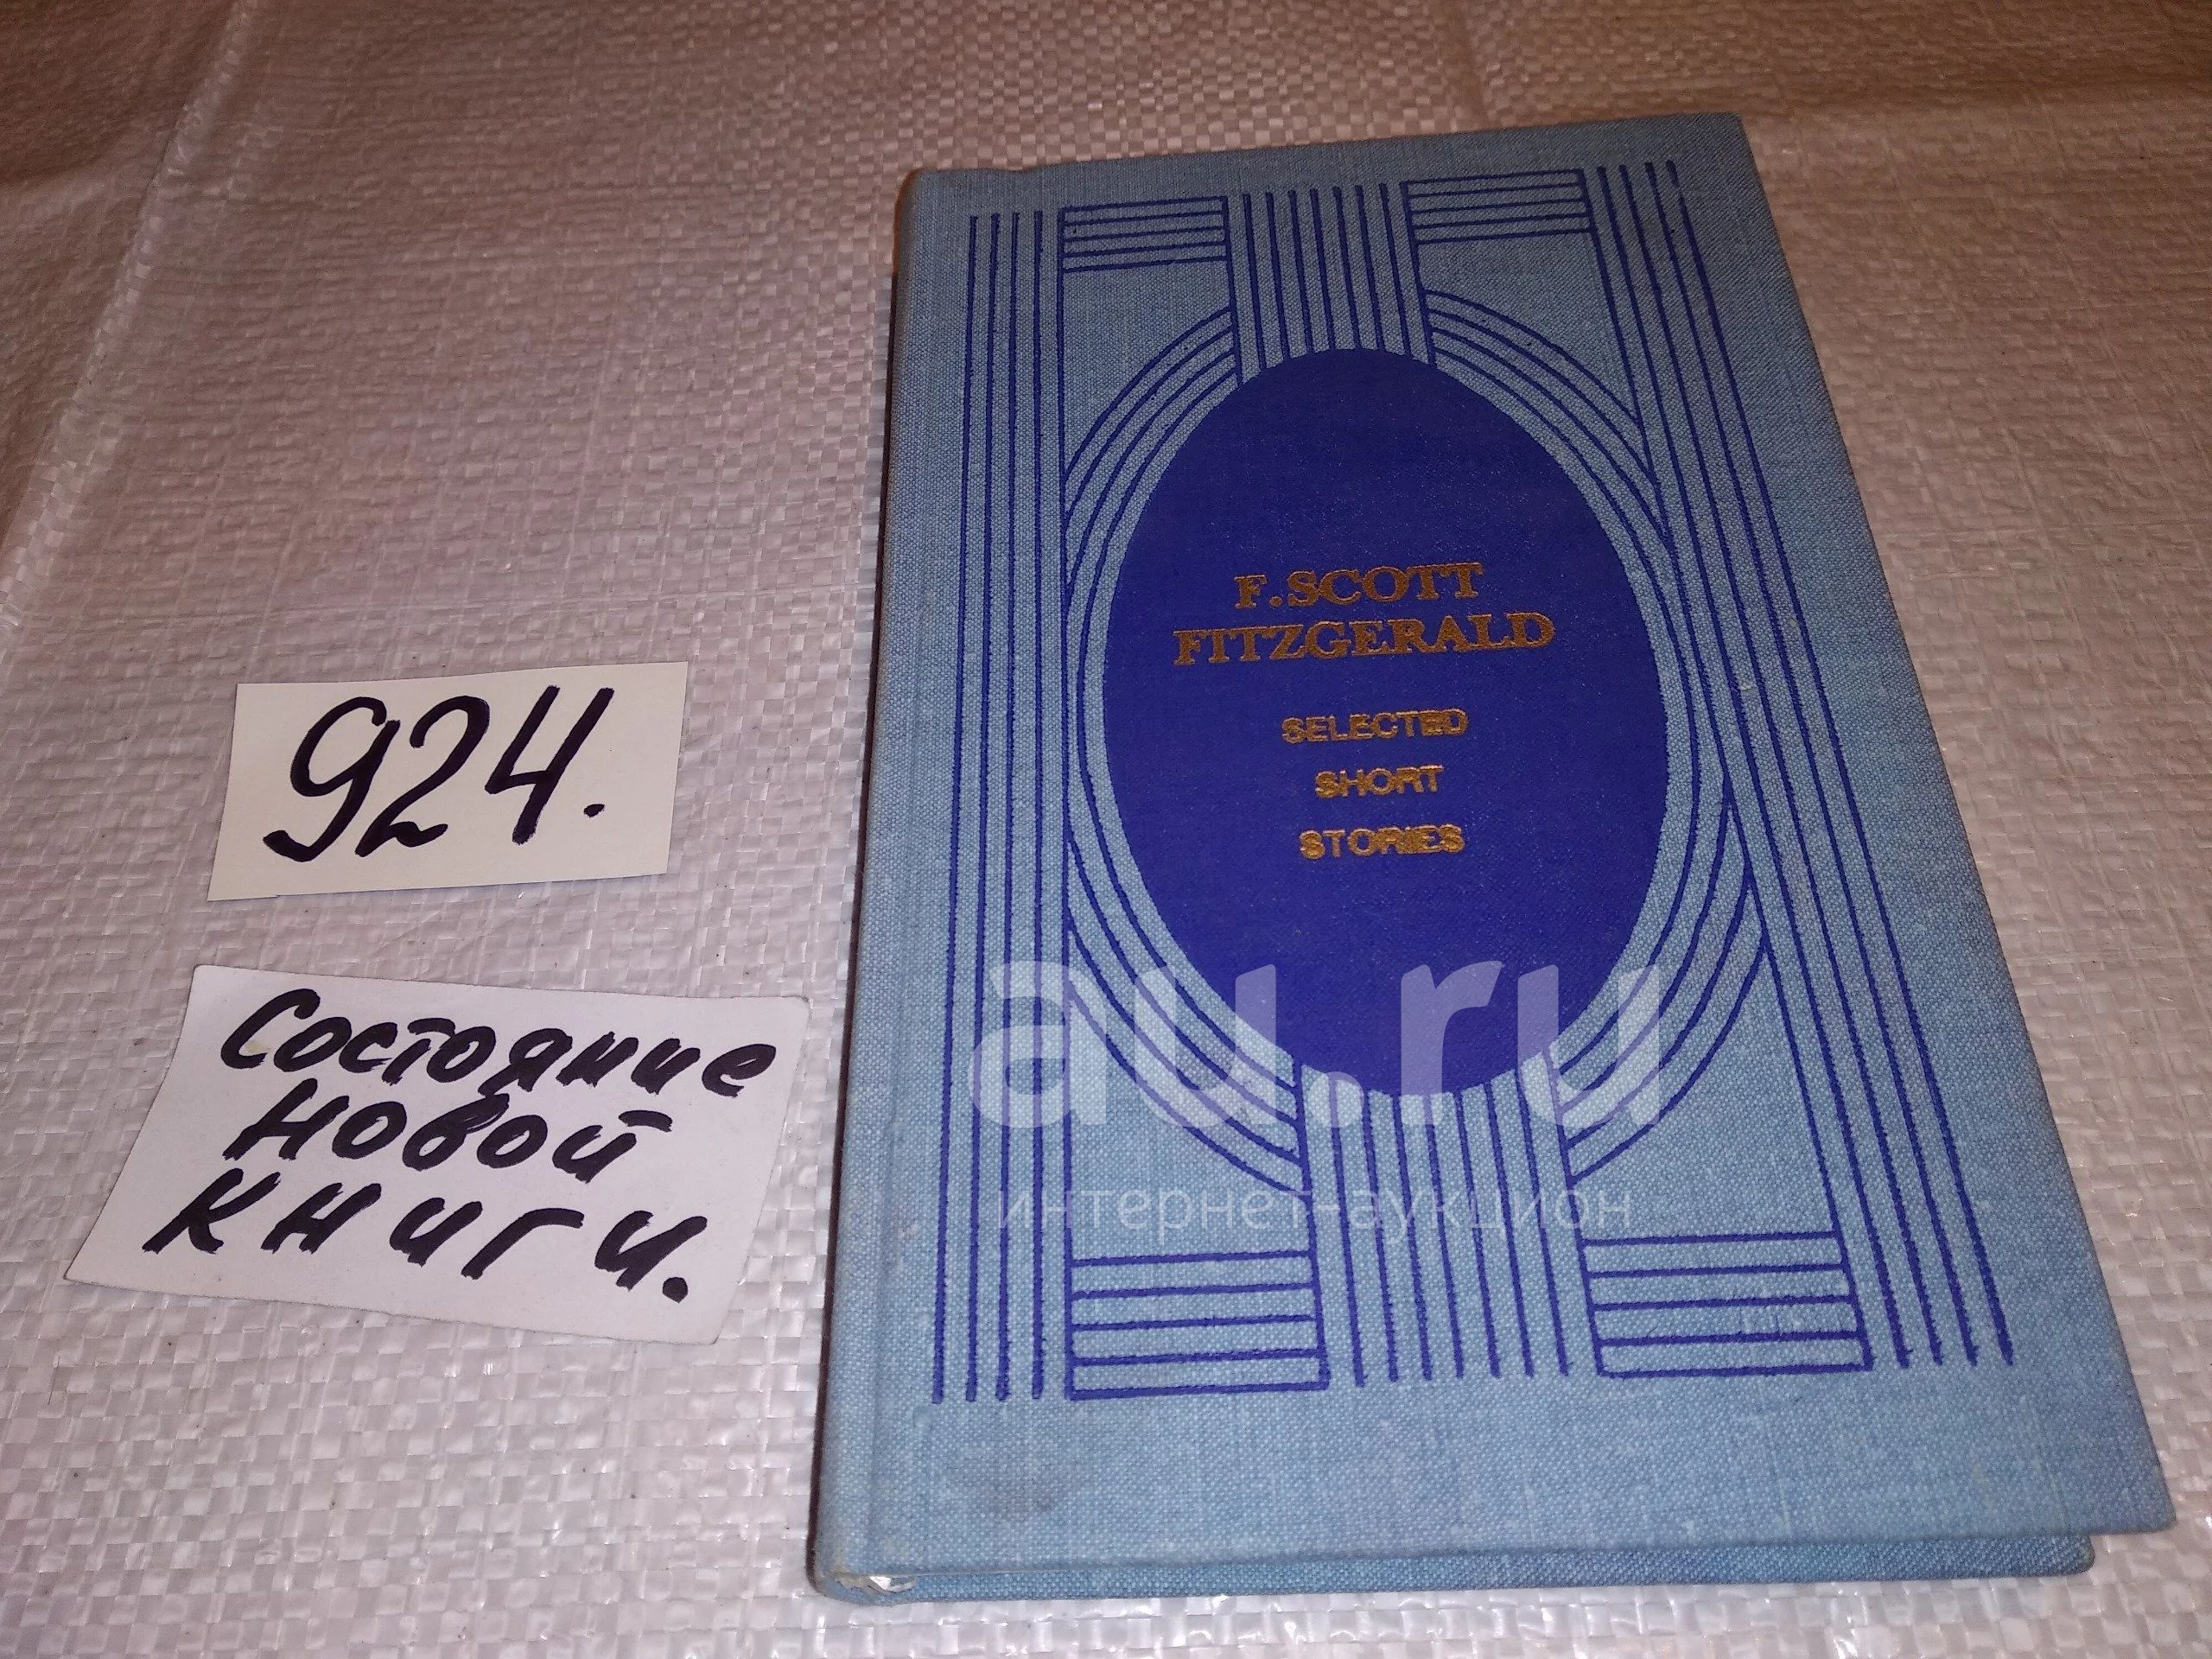 924.
Состояние
новой
книги.
F. SCOTT
FITZGERALD
SELECTED
SHORT
STORIES
au.ru
интернет-аукцион